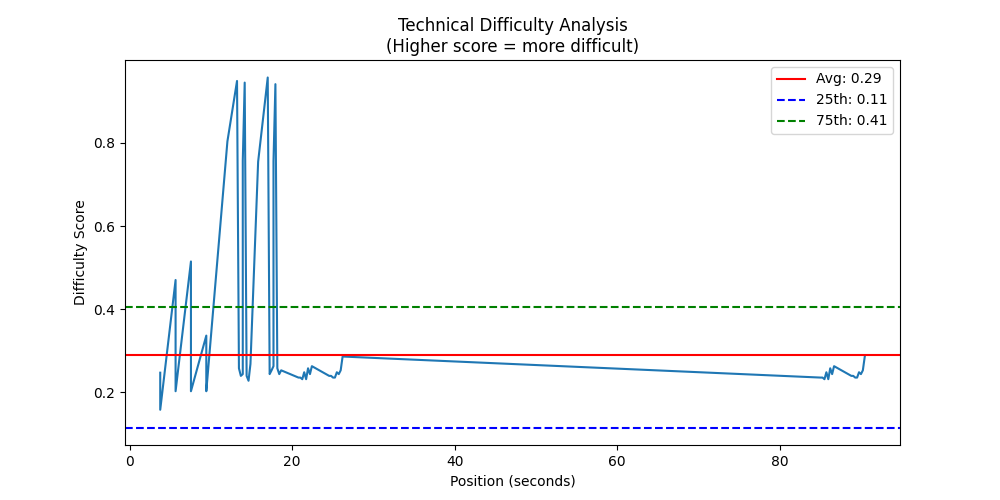 Technical Difficulty Analysis
(Higher score = more difficult)
Avg: 0.29
25th: 0.11
75th: 0.41
Difficulty Score
0.8
0.6
0.4
0.2
0
20
40
60
80
Position (seconds)